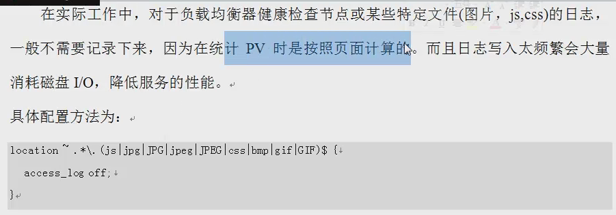 在实际工作中，对于负载均衡器健康检查节点或某些特定文件(图片，js,css)的日志，
一般不需要记录下来，因为在统计 PV 时是按照页面计算的。而且日志写入太频繁会大量
消耗磁盘 I/O，降低服务的性能。
具体配置方法为：
location ~ .*\.(js|jpg|JPG|jpeg|JPEG|css|bmp|gif|GIF)$ {
access_log off;
}